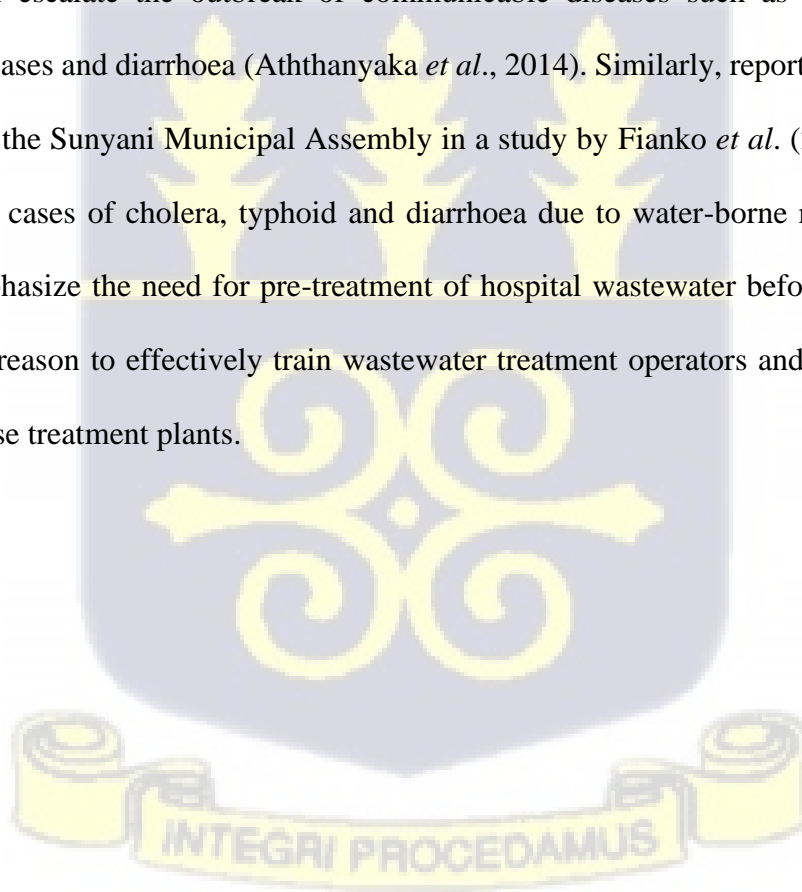 escalate the outbreak of communicable diseases such as
ases and diarrhoea (Aththanyaka et al., 2014). Similarly, report
the Sunyani Municipal Assembly in a study by Fianko et al. (
cases of cholera, typhoid and diarrhoea due to water-borne
phasize the need for pre-treatment of hospital wastewater befo
reason to effectively train wastewater treatment operators and
se treatment plants.
INTEGRI PROCEDAMUS